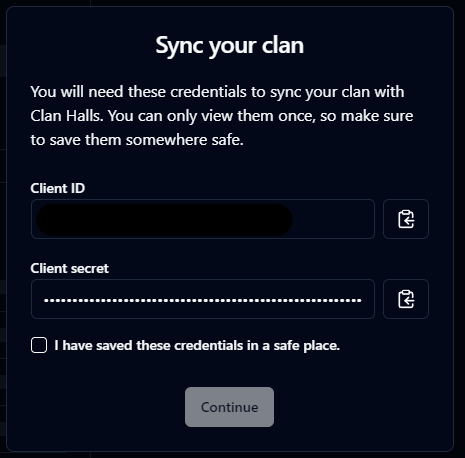 Sync your clan
You will need these credentials to sync your clan with
Clan Halls. You can only view them once, so make sure
to save them somewhere safe.
Client ID
Client secret
I have saved these credentials in a safe place.
Continue